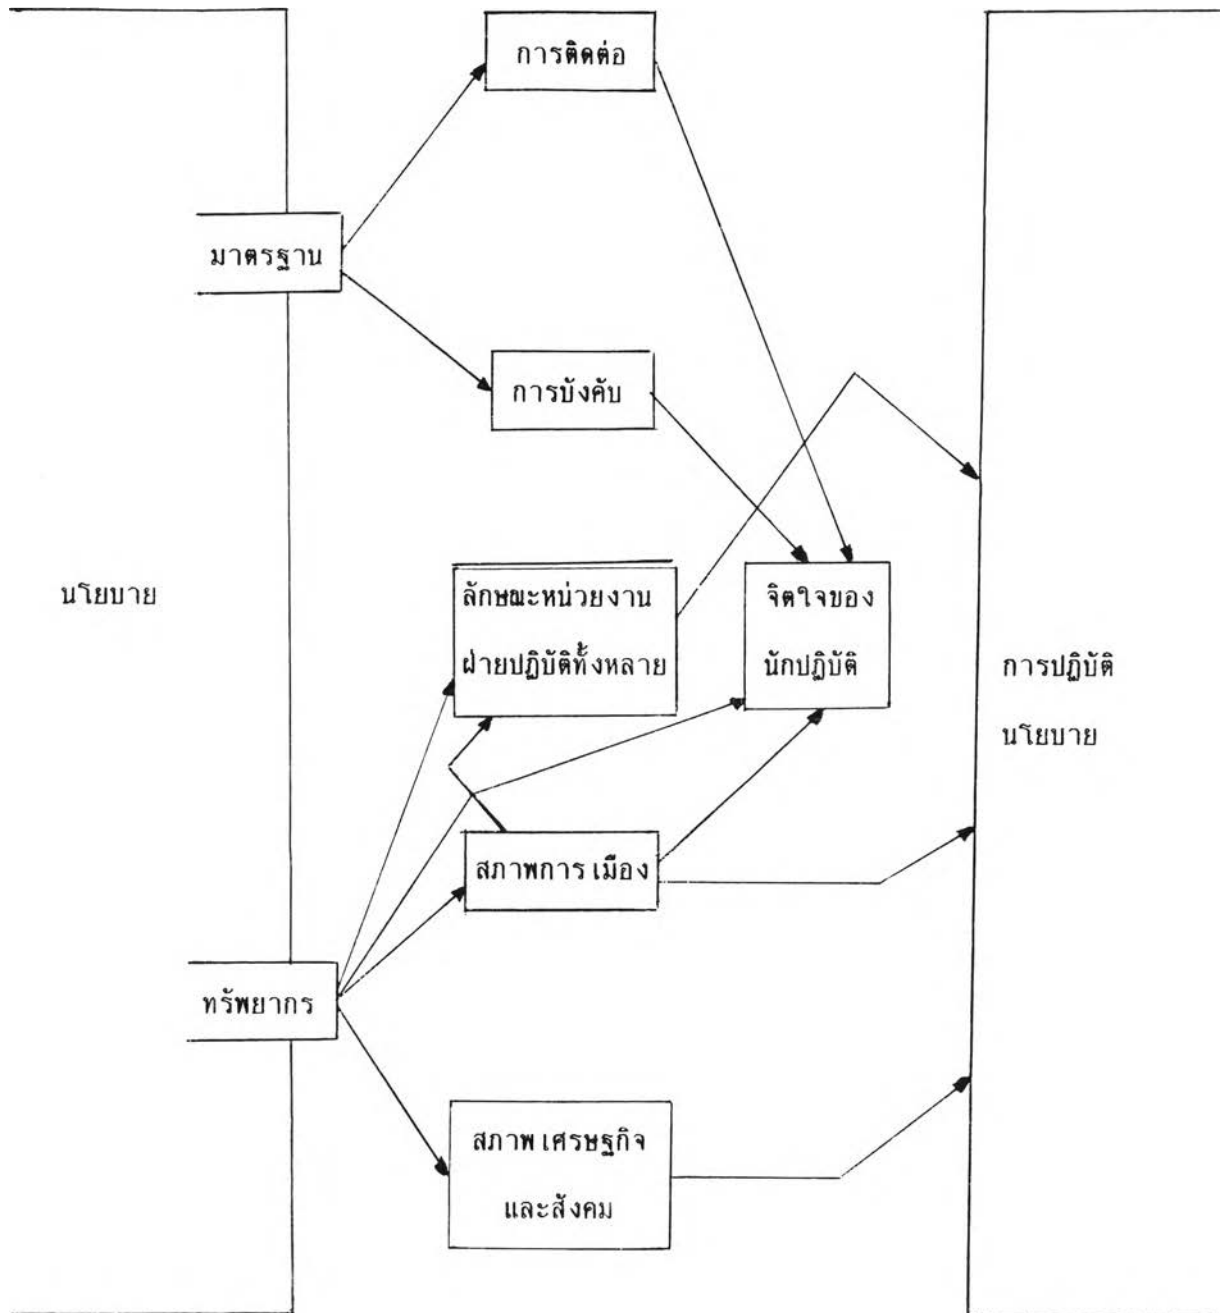 การติดต่อ
มาตรฐาน
การบังคับ
นโยบาย
ลักษณะหน่วยงาน
ฝ่ายปฏิบัติทั้งหลาย
จิตใจของ
นักปฏิบัติ
การปฏิบัติ
นโยบาย
สภาพการเมือง
ทรัพยากร
สภาพเศรษฐกิจ
และสังคม